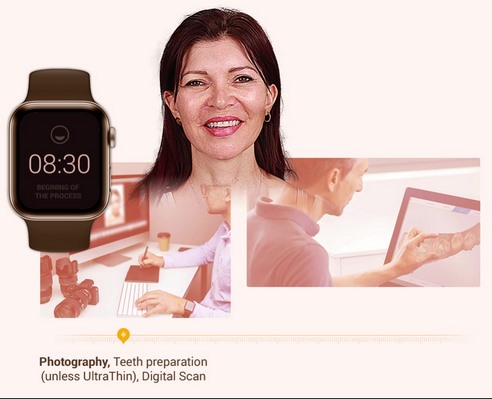 08:30
BEGINING OF
THE PROCESS
Photography, Teeth preparation
(unless UltraThin), Digital Scan